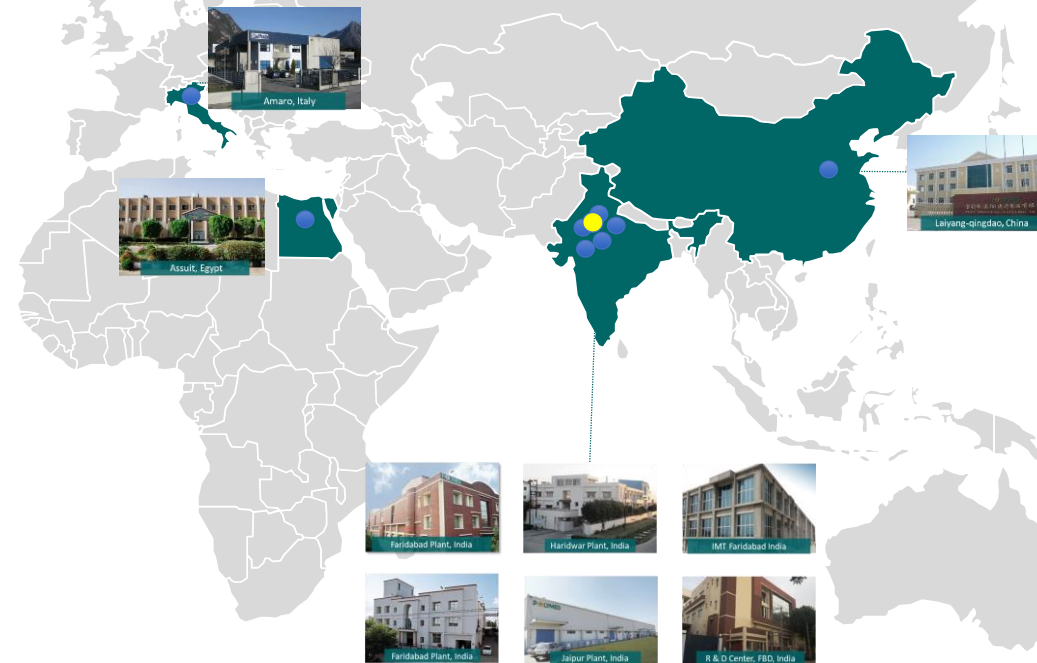 Amaro, Italy
Laiyang-qingdao, China
Assuit, Egypt
Faridabad Plant, India
Haridwar Plant, India
IMT Faridabad India
POLYMED
Faridabad Plant, India
Jaipur Plant, India
R & D Center, FBD, India